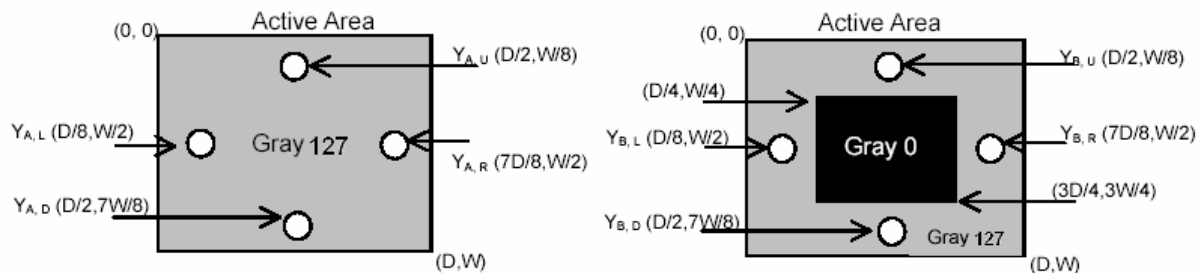 Active Area
(0, 0)
Y_A, U (D/2,W/8)
Y_A, L (D/8,W/2)
Gray 127
Y_A, R (7D/8,W/2)
Y_A, D (D/2,7W/8)
(D,W)
Active Area
(0, 0)
Y_B, U (D/2,W/8)
(D/4,W/4)
Y_B, L (D/8,W/2)
Gray 0
Y_B, R (7D/8,W/2)
(3D/4,3W/4)
Y_B, D (D/2,7W/8)
Gray 127
(D,W)